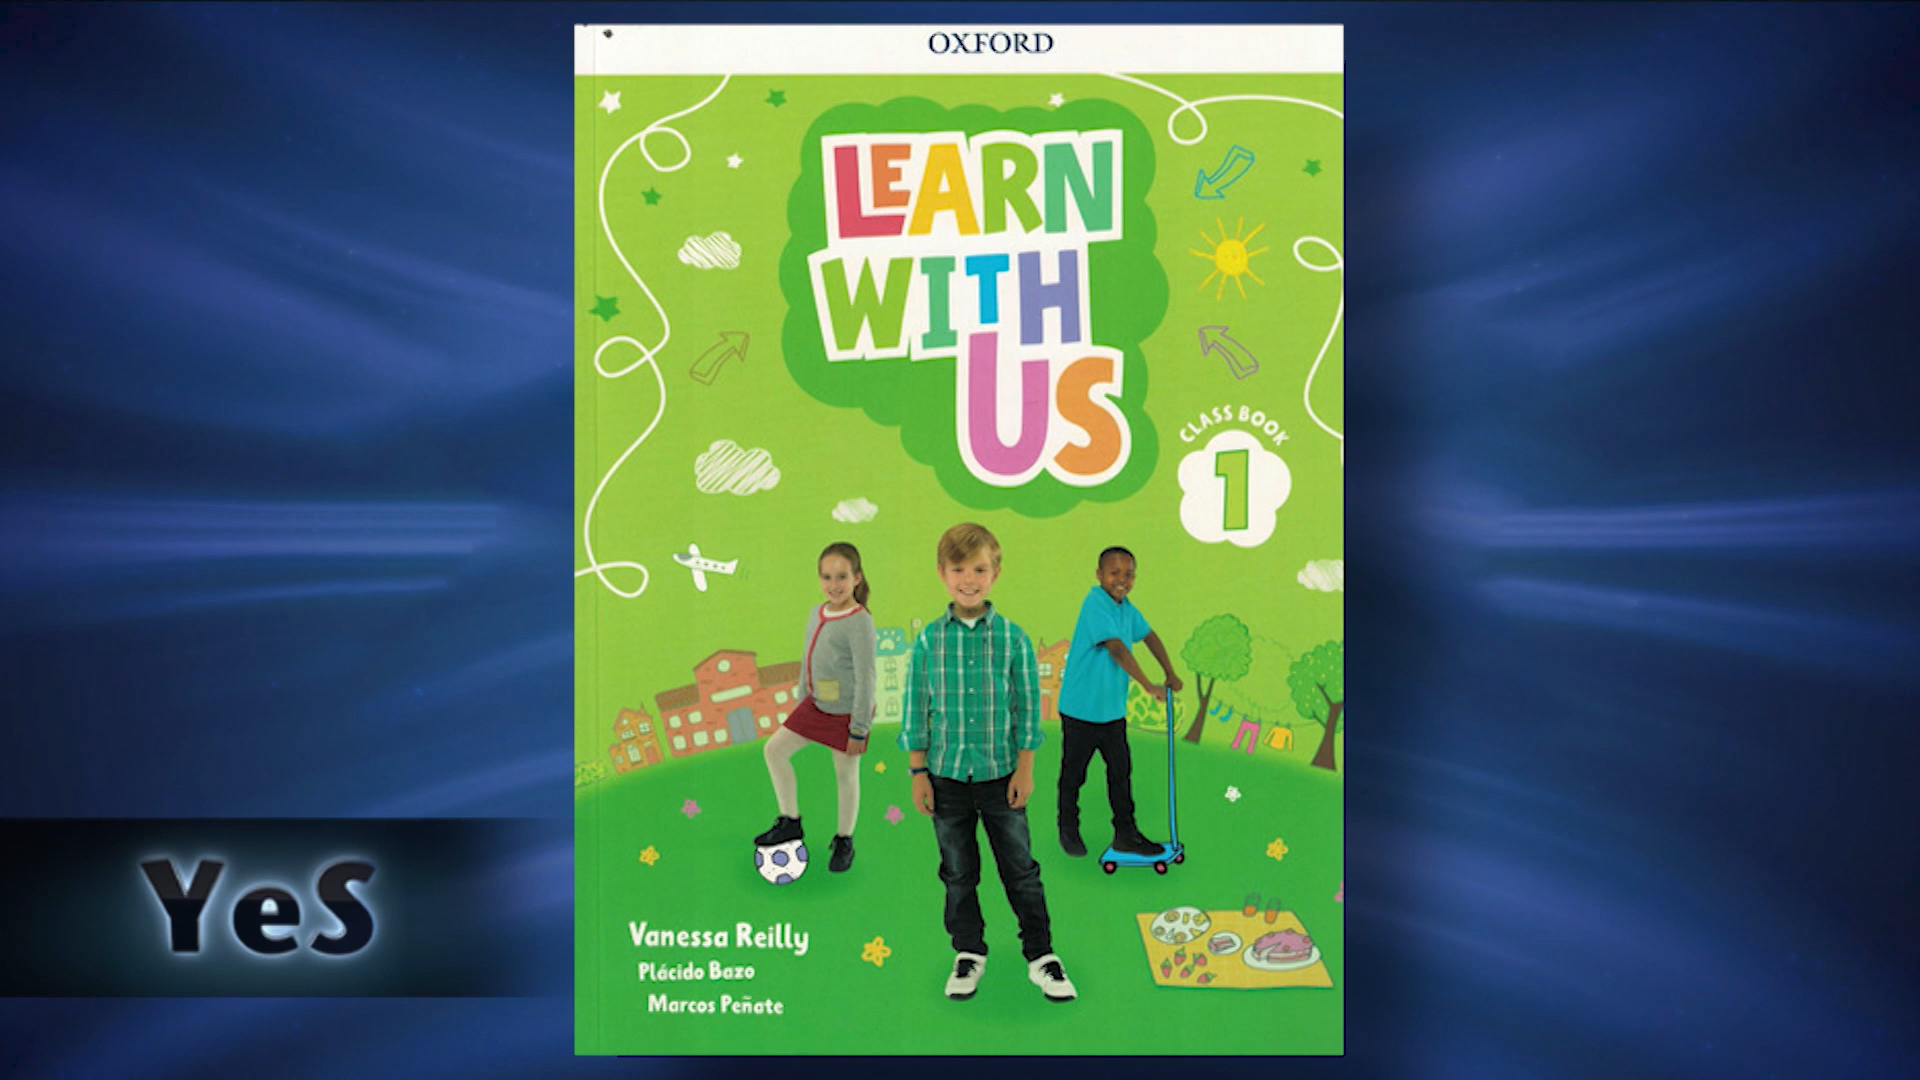 OXFORD
LEARN
WITH
US
CLASS BOOK
1
YeS
Vanessa Reilly
Plácido Bazo
Marcos Peñate